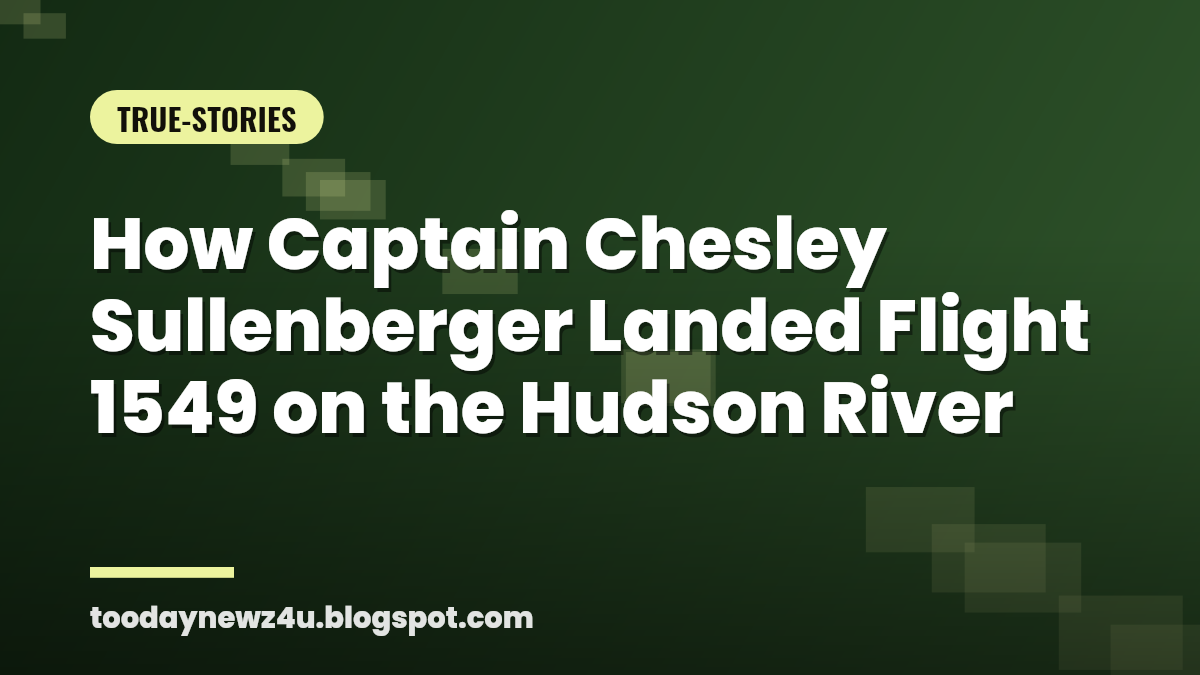 TRUE-STORIES
How Captain Chesley
Sullenberger Landed Flight
1549 on the Hudson River
toodaynewz4u.blogspot.com